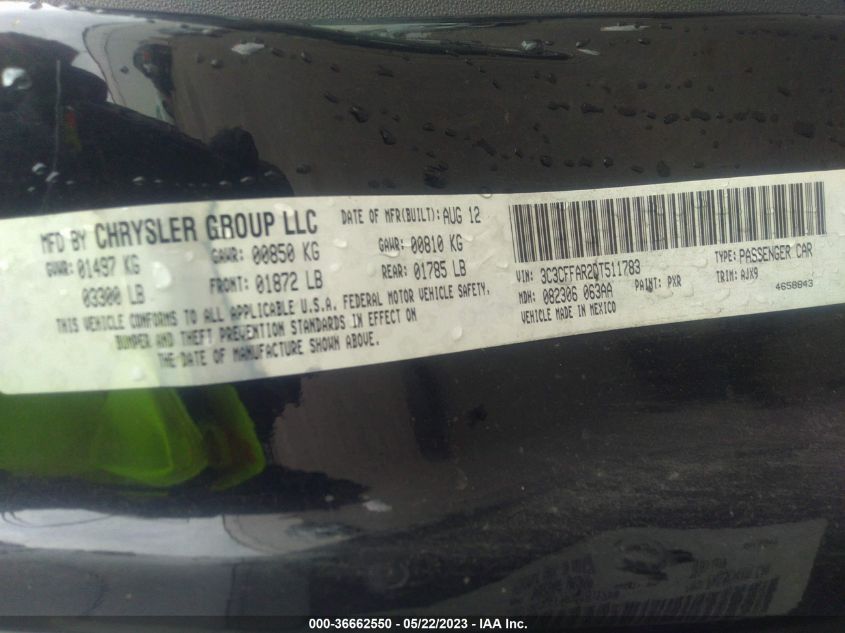 MFD BY CHRYSLER GROUP LLC
DATE OF MFR(BUILT): AUG 12
GVWR: 01497 KG
GAWR: 00850 KG
GAWR: 00810 KG
03300 LB
FRONT: 01872 LB
REAR: 01785 LB
THIS VEHICLE CONFORMS TO ALL APPLICABLE U.S.A. FEDERAL MOTOR VEHICLE SAFETY,
BUMPER AND THEFT PREVENTION STANDARDS IN EFFECT ON
THE DATE OF MANUFACTURE SHOWN ABOVE.
VIN: 3C3CFFAR2DT511783
TYPE: PASSENGER CAR
MDH: 082306 063AA
PAINT: PXR
TRIM: AJX9
VEHICLE MADE IN MEXICO
4658843
000-36662550 - 05/22/2023 - IAA Inc.